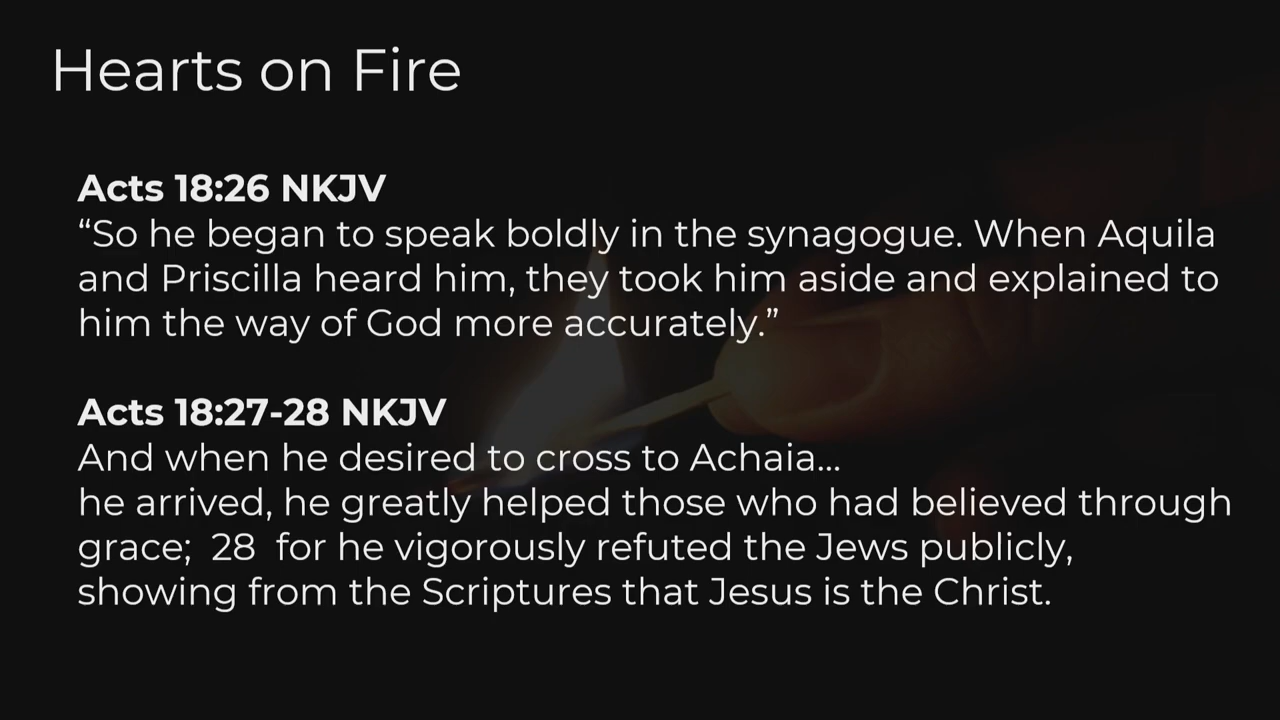 Hearts on Fire
Acts 18:26 NKJV
“So he began to speak boldly in the synagogue. When Aquila
and Priscilla heard him, they took him aside and explained to
him the way of God more accurately.”
Acts 18:27-28 NKJV
And when he desired to cross to Achaia...
he arrived, he greatly helped those who had believed through
grace;  28  for he vigorously refuted the Jews publicly,
showing from the Scriptures that Jesus is the Christ.